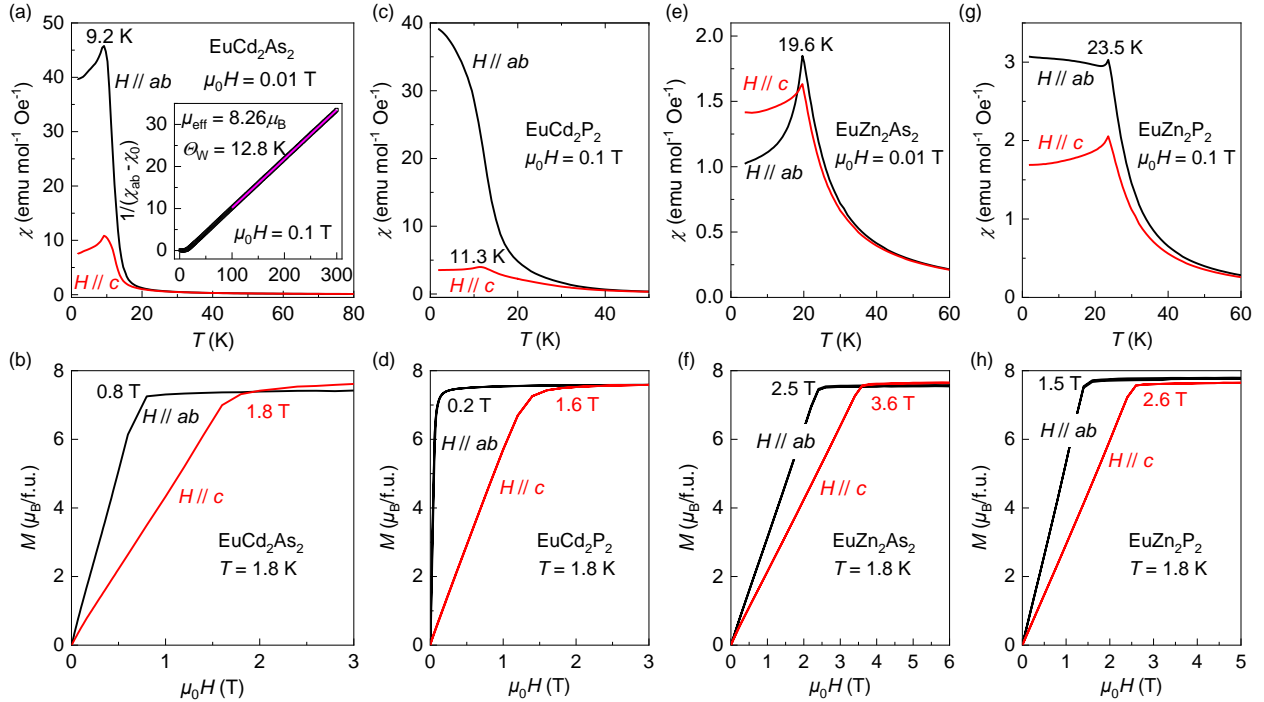 (a)
50
40
30
20
10
0
χ (emu mol⁻¹ Oe⁻¹)
9.2 K
EuCd₂As₂
H // ab
μ₀H = 0.01 T
H // c
0 20 40 60 80
T (K)
30
20
10
0
1/(χab - χ₀)
μeff = 8.26μB
ΘW = 12.8 K
μ₀H = 0.1 T
0 100 200 300
(c)
40
30
20
10
0
χ (emu mol⁻¹ Oe⁻¹)
H // ab
EuCd₂P₂
μ₀H = 0.1 T
11.3 K
H // c
0 20 40
T (K)
(e)
2.0
1.5
1.0
0.5
0.0
χ (emu mol⁻¹ Oe⁻¹)
19.6 K
H // c
EuZn₂As₂
μ₀H = 0.01 T
H // ab
0 20 40 60
T (K)
(g)
3
2
1
0
χ (emu mol⁻¹ Oe⁻¹)
23.5 K
H // ab
EuZn₂P₂
μ₀H = 0.1 T
H // c
0 20 40 60
T (K)
(b)
8
6
4
2
0
M (μB/f.u.)
0.8 T
H // ab
1.8 T
H // c
EuCd₂As₂
T = 1.8 K
0 1 2 3
μ₀H (T)
(d)
8
6
4
2
0
M (μB/f.u.)
0.2 T
1.6 T
H // ab
H // c
EuCd₂P₂
T = 1.8 K
0 1 2 3
μ₀H (T)
(f)
8
6
4
2
0
M (μB/f.u.)
2.5 T
3.6 T
H // ab
H // c
EuZn₂As₂
T = 1.8 K
0 1 2 3 4 5 6
μ₀H (T)
(h)
8
6
4
2
0
M (μB/f.u.)
1.5 T
2.6 T
H // ab
H // c
EuZn₂P₂
T = 1.8 K
0 1 2 3 4 5
μ₀H (T)